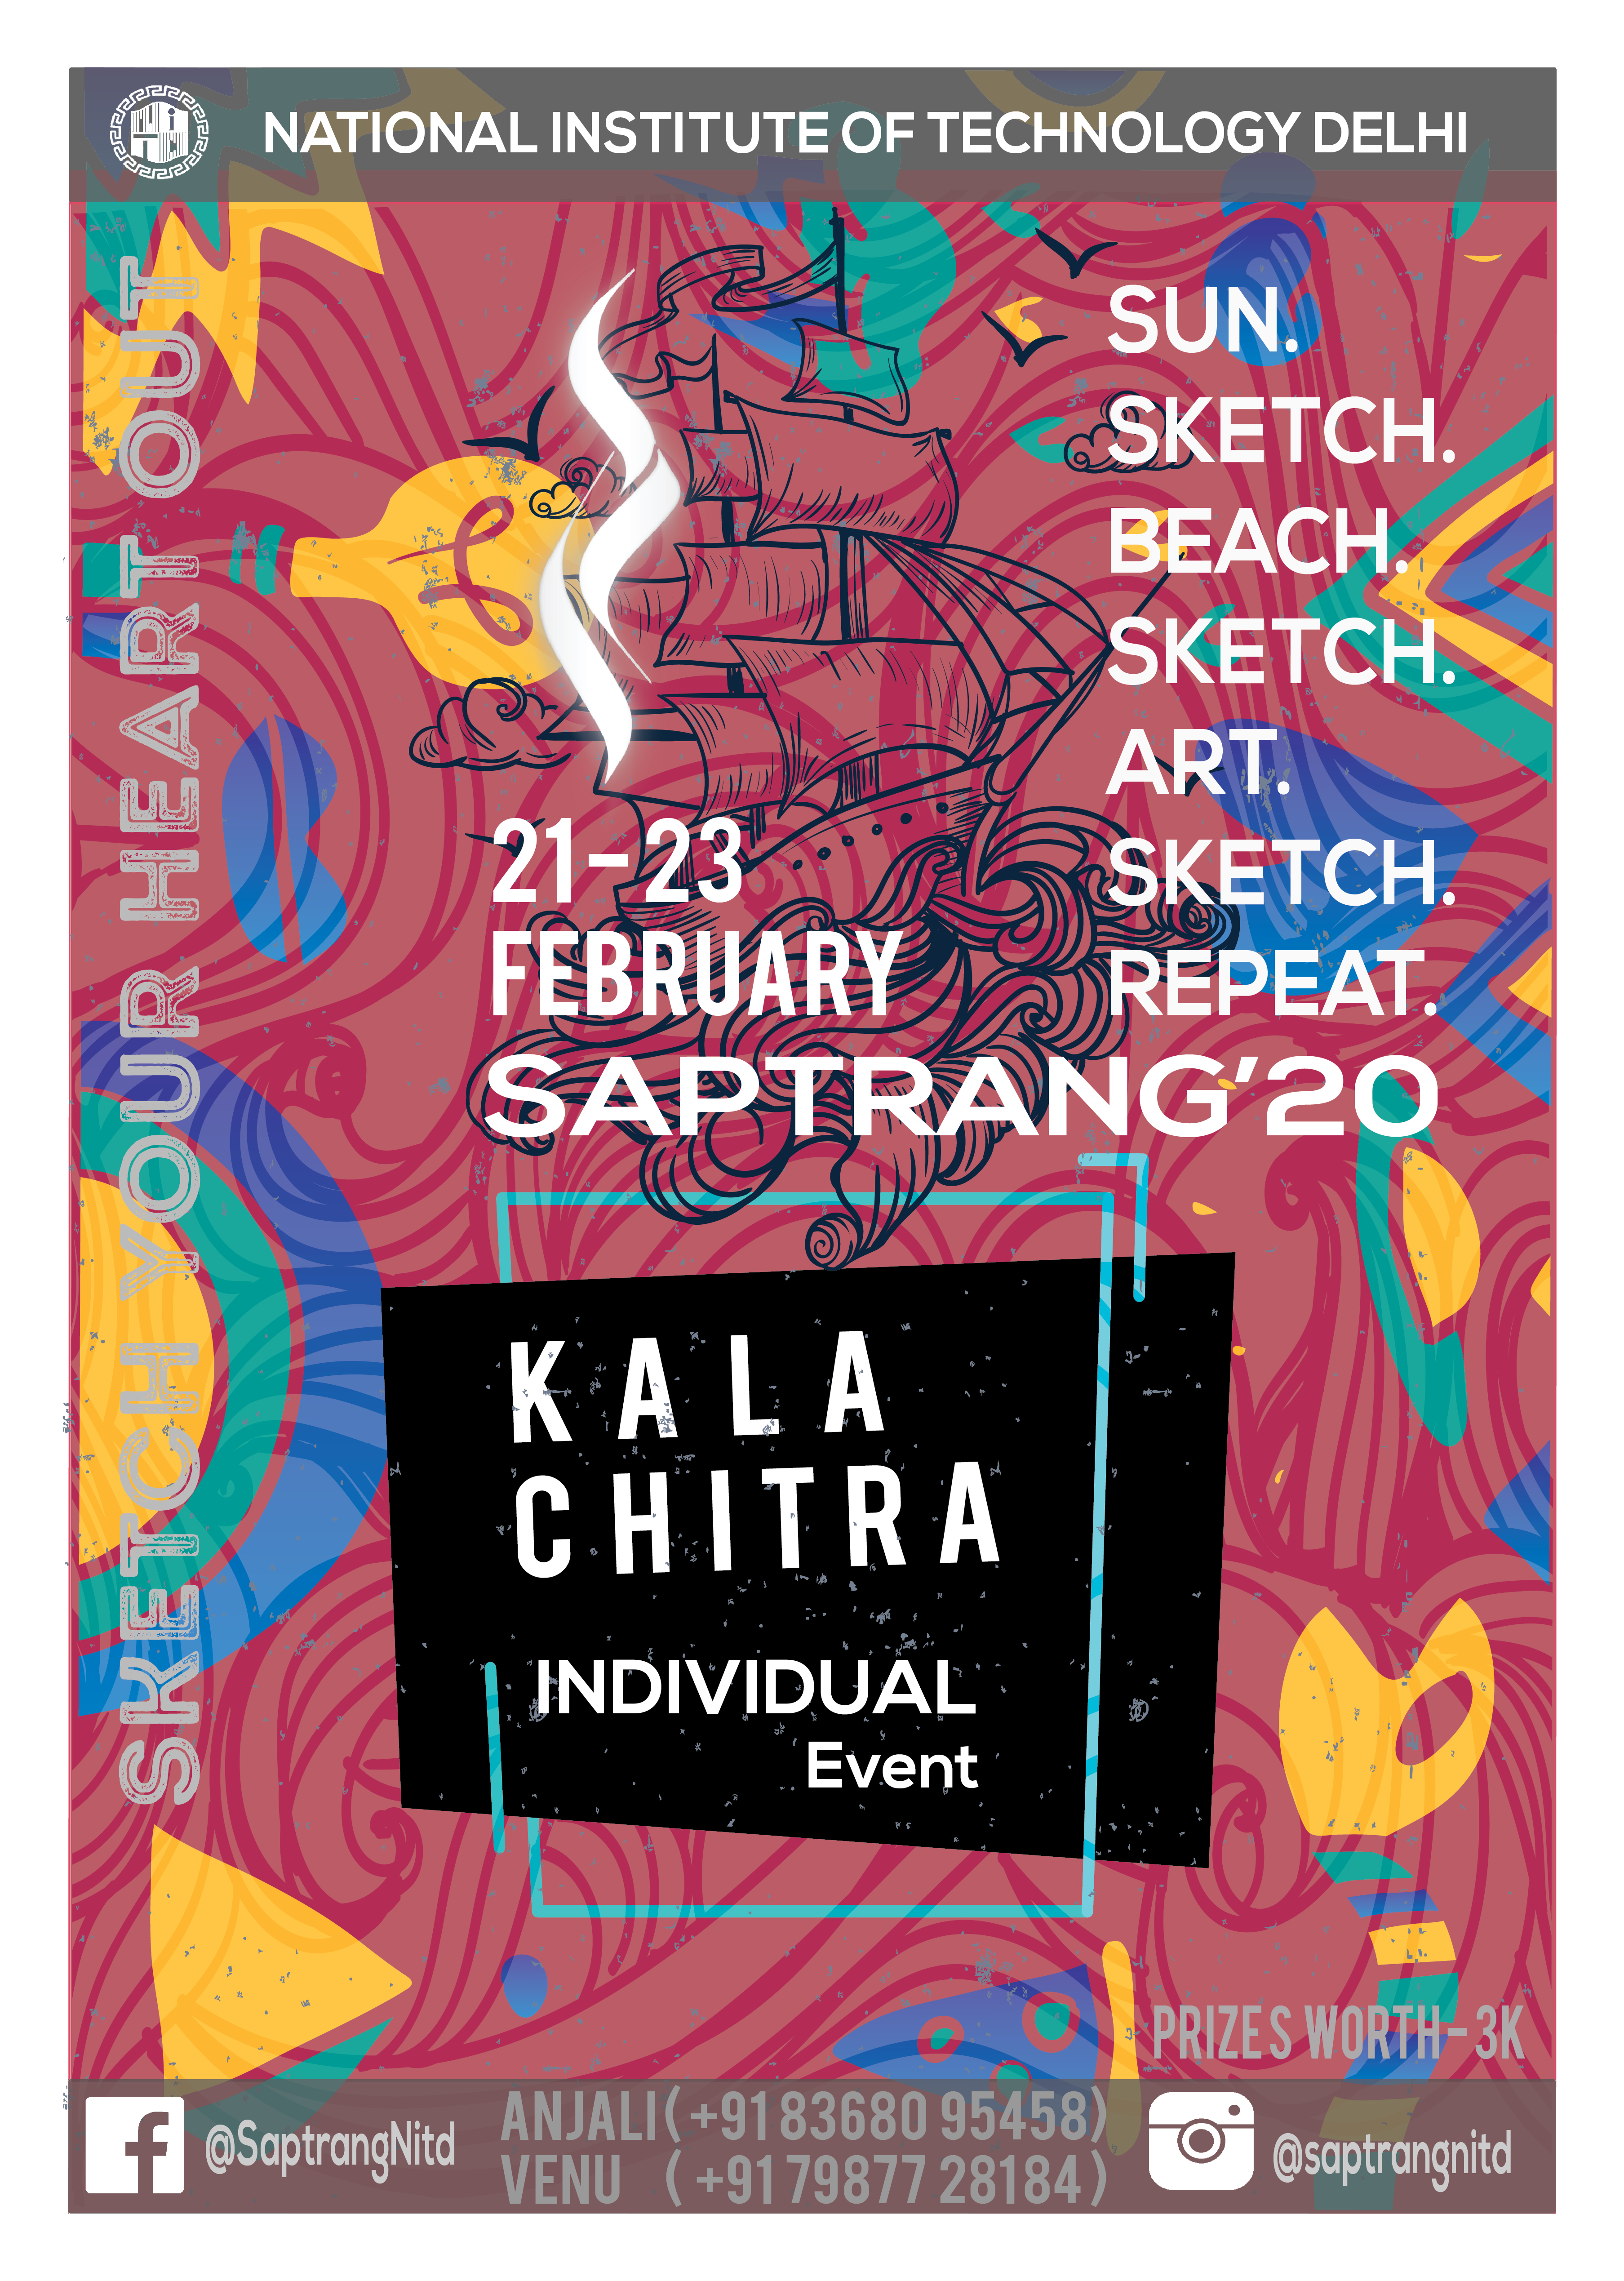 NATIONAL INSTITUTE OF TECHNOLOGY DELHI
SKETCH YOUR HEART OUT
SUN.
SKETCH.
BEACH.
SKETCH.
ART.
SKETCH.
REPEAT.
21-23
FEBRUARY
SAPTRANG'20
KALA
CHITRA
INDIVIDUAL
Event
PRIZES WORTH-3K
@SaptrangNitd
ANJALI(+91 83680 95458)
VENU (+91 79877 28184)
@saptrangnitd